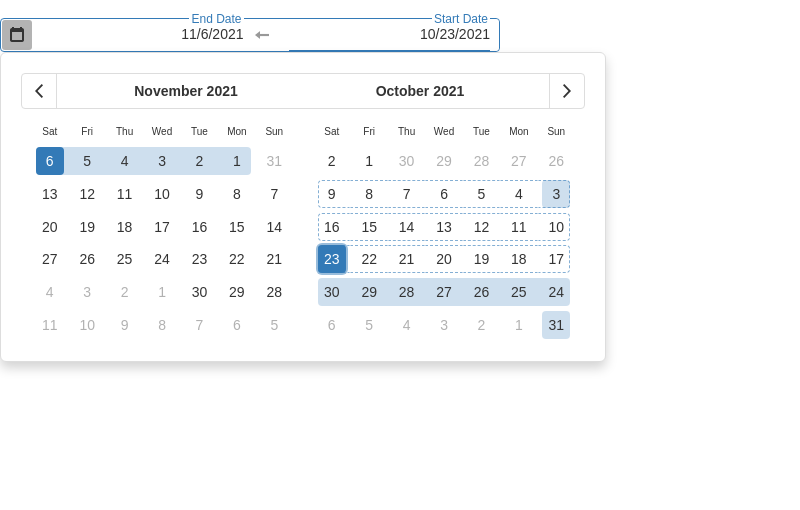 End Date Start Date
11/6/2021 10/23/2021
November 2021 October 2021
Sat Fri Thu Wed Tue Mon Sun Sat Fri Thu Wed Tue Mon Sun
6 5 4 3 2 1 31 2 1 30 29 28 27 26
13 12 11 10 9 8 7 9 8 7 6 5 4 3
20 19 18 17 16 15 14 16 15 14 13 12 11 10
27 26 25 24 23 22 21 23 22 21 20 19 18 17
4 3 2 1 30 29 28 30 29 28 27 26 25 24
11 10 9 8 7 6 5 6 5 4 3 2 1 31